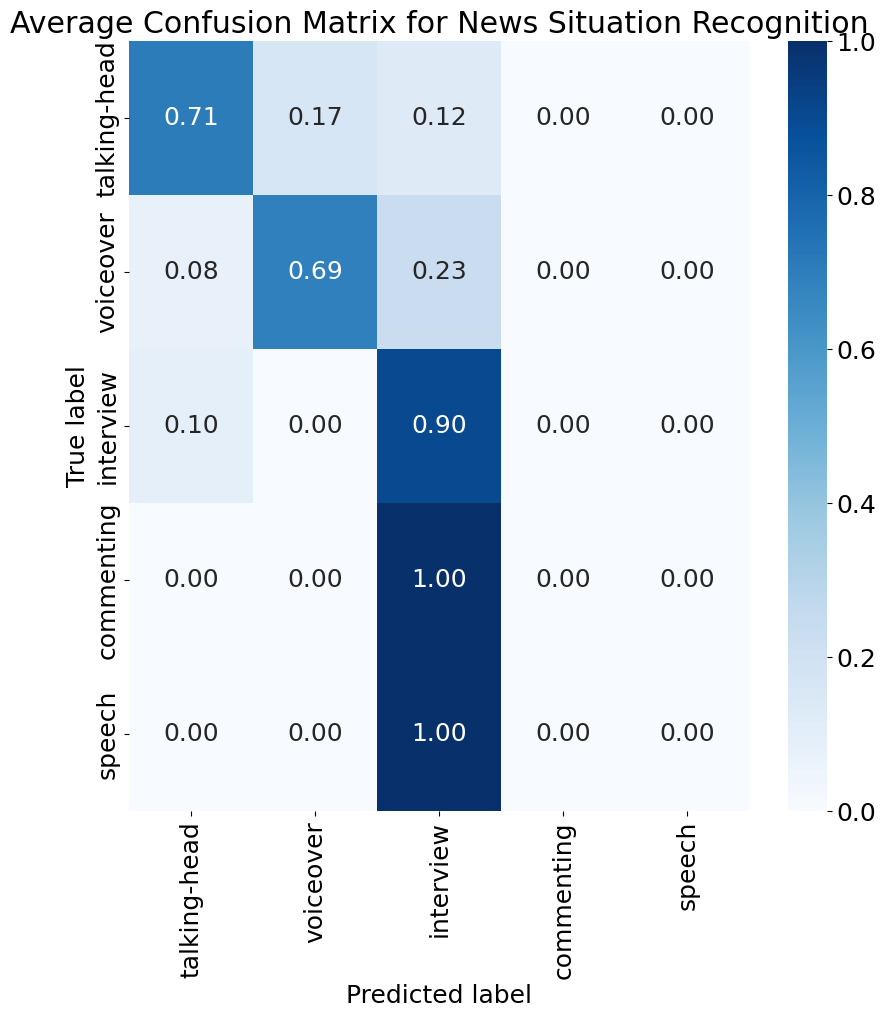 Average Confusion Matrix for News Situation Recognition
True label
talking-head 0.71 0.17 0.12 0.00 0.00
voiceover 0.08 0.69 0.23 0.00 0.00
interview 0.10 0.00 0.90 0.00 0.00
commenting 0.00 0.00 1.00 0.00 0.00
speech 0.00 0.00 1.00 0.00 0.00
talking-head voiceover interview commenting speech
Predicted label
1.0
0.8
0.6
0.4
0.2
0.0